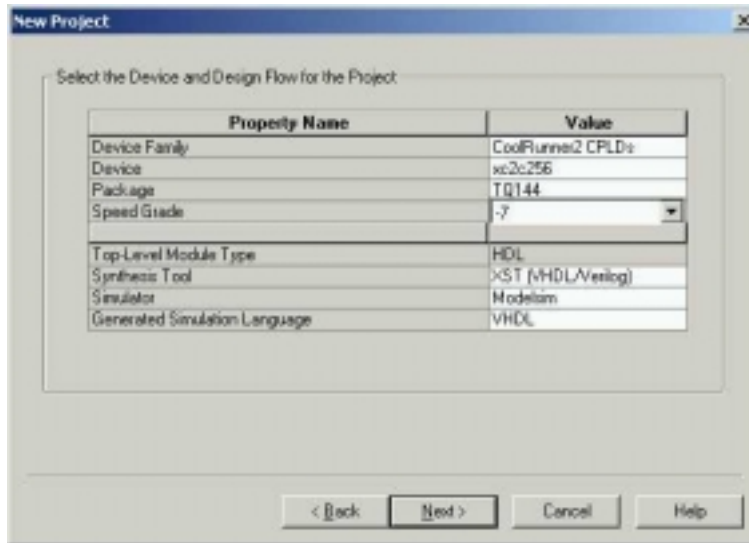 New Project
Select the Device and Design Flow for the Project
Property Name Value
Device Family CoolRunner2 CPLDs
Device xc2c256
Package TQ144
Speed Grade -7
Top-Level Module Type HDL
Synthesis Tool XST (VHDL/Verilog)
Simulator Modelsim
Generated Simulation Language VHDL
< Back Next > Cancel Help